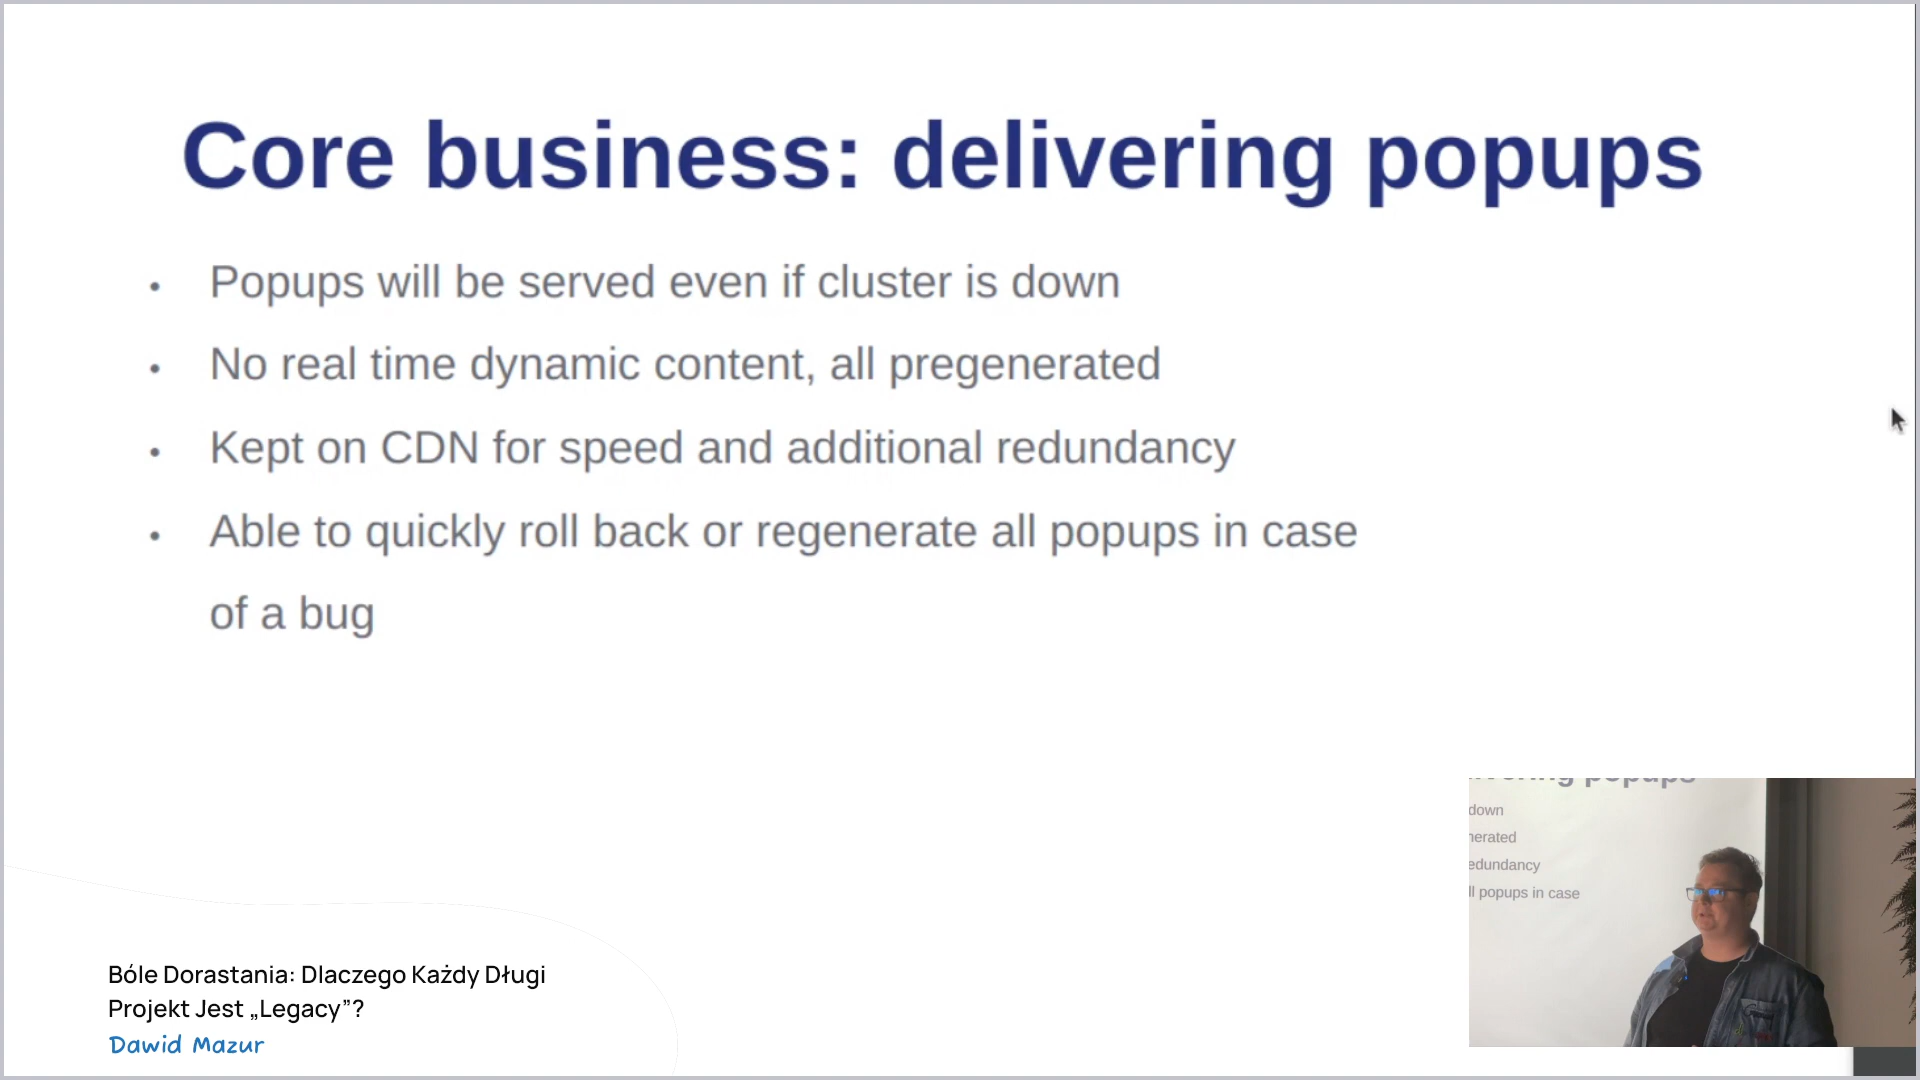 Core business: delivering popups
• Popups will be served even if cluster is down
• No real time dynamic content, all pregenerated
• Kept on CDN for speed and additional redundancy
• Able to quickly roll back or regenerate all popups in case
of a bug
popups
down
nerated
edundancy
ll popups in case
Bóle Dorastania: Dlaczego Każdy Długi
Projekt Jest „Legacy”?
Dawid Mazur